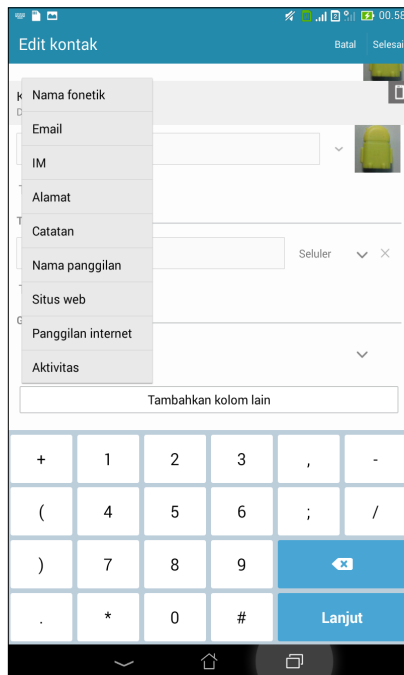 00.58
Edit kontak
Batal
Selesai
Nama fonetik
Email
IM
Alamat
Catatan
Nama panggilan
Situs web
Panggilan internet
Aktivitas
Seluler
Tambahkan kolom lain
+ 1 2 3 , -
( 4 5 6 ; /
) 7 8 9
. * 0 # Lanjut